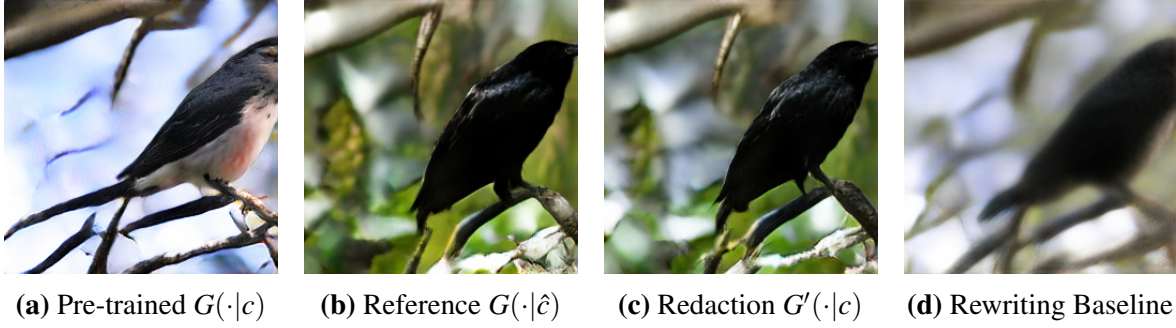 (a) Pre-trained G(·|c) (b) Reference G(·|ĉ) (c) Redaction G′(·|c) (d) Rewriting Baseline